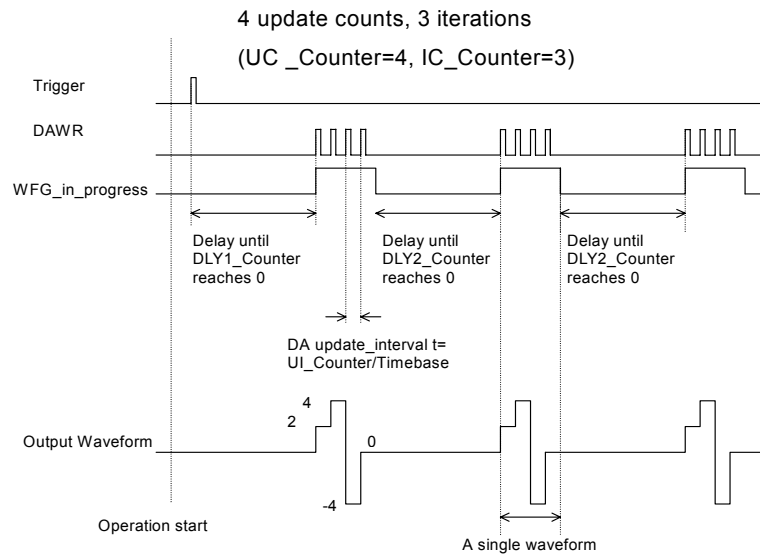 4 update counts, 3 iterations
(UC _Counter=4, IC_Counter=3)
Trigger
DAWR
WFG_in_progress
Delay until
DLY1_Counter
reaches 0
Delay until
DLY2_Counter
reaches 0
Delay until
DLY2_Counter
reaches 0
DA update_interval t=
UI_Counter/Timebase
4
2
Output Waveform
0
-4
Operation start
A single waveform